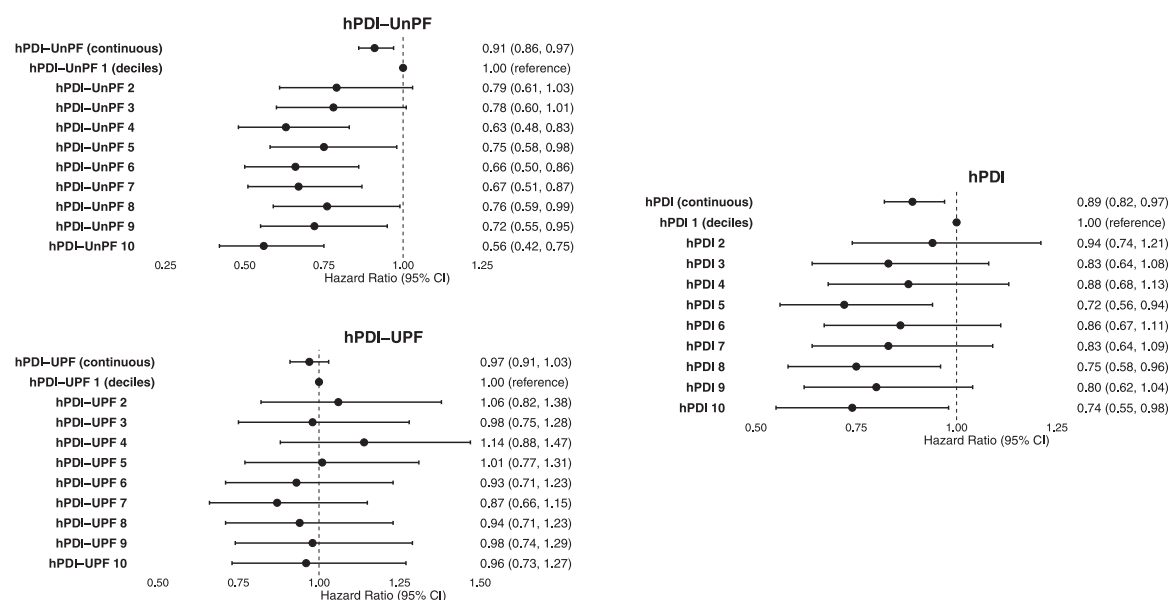 hPDI–UnPF
hPDI–UnPF (continuous) 0.91 (0.86, 0.97)
hPDI–UnPF 1 (deciles) 1.00 (reference)
hPDI–UnPF 2 0.79 (0.61, 1.03)
hPDI–UnPF 3 0.78 (0.60, 1.01)
hPDI–UnPF 4 0.63 (0.48, 0.83)
hPDI–UnPF 5 0.75 (0.58, 0.98)
hPDI–UnPF 6 0.66 (0.50, 0.86)
hPDI–UnPF 7 0.67 (0.51, 0.87)
hPDI–UnPF 8 0.76 (0.59, 0.99)
hPDI–UnPF 9 0.72 (0.55, 0.95)
hPDI–UnPF 10 0.56 (0.42, 0.75)
0.25 0.50 0.75 1.00 1.25
Hazard Ratio (95% CI)
hPDI–UPF
hPDI–UPF (continuous) 0.97 (0.91, 1.03)
hPDI–UPF 1 (deciles) 1.00 (reference)
hPDI–UPF 2 1.06 (0.82, 1.38)
hPDI–UPF 3 0.98 (0.75, 1.28)
hPDI–UPF 4 1.14 (0.88, 1.47)
hPDI–UPF 5 1.01 (0.77, 1.31)
hPDI–UPF 6 0.93 (0.71, 1.23)
hPDI–UPF 7 0.87 (0.66, 1.15)
hPDI–UPF 8 0.94 (0.71, 1.23)
hPDI–UPF 9 0.98 (0.74, 1.29)
hPDI–UPF 10 0.96 (0.73, 1.27)
0.50 0.75 1.00 1.25 1.50
Hazard Ratio (95% CI)
hPDI
hPDI (continuous) 0.89 (0.82, 0.97)
hPDI 1 (deciles) 1.00 (reference)
hPDI 2 0.94 (0.74, 1.21)
hPDI 3 0.83 (0.64, 1.08)
hPDI 4 0.88 (0.68, 1.13)
hPDI 5 0.72 (0.56, 0.94)
hPDI 6 0.86 (0.67, 1.11)
hPDI 7 0.83 (0.64, 1.09)
hPDI 8 0.75 (0.58, 0.96)
hPDI 9 0.80 (0.62, 1.04)
hPDI 10 0.74 (0.55, 0.98)
0.50 0.75 1.00 1.25
Hazard Ratio (95% CI)